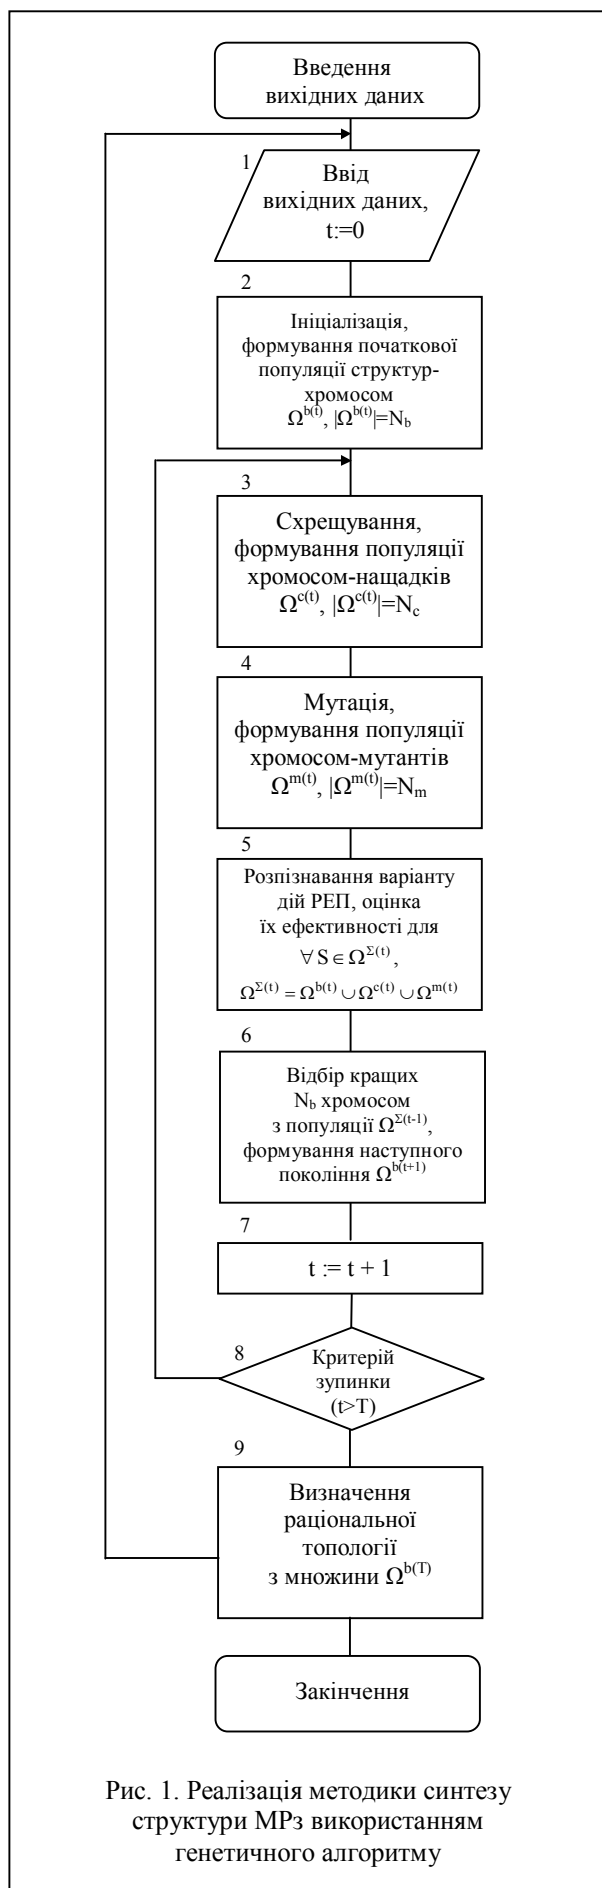 Введення
вихідних даних
1
Ввід
вихідних даних,
t:=0
2
Ініціалізація,
формування початкової
популяції структур-
хромосом
Ω^b(t), |Ω^b(t)|=N_b
3
Схрещування,
формування популяції
хромосом-нащадків
Ω^c(t), |Ω^c(t)|=N_c
4
Мутація,
формування популяції
хромосом-мутантів
Ω^m(t), |Ω^m(t)|=N_m
5
Розпізнавання варіанту
дій РЕП, оцінка
їх ефективності для
∀ S ∈ Ω^Σ(t) ,
Ω^Σ(t) = Ω^b(t) ∪ Ω^c(t) ∪ Ω^m(t)
6
Відбір кращих
N_b хромосом
з популяції Ω^Σ(t-1),
формування наступного
покоління Ω^b(t+1)
7
t := t + 1
8
Критерій
зупинки
(t>T)
9
Визначення
раціональної
топології
з множини Ω^b(T)
Закінчення
Рис. 1. Реалізація методики синтезу
структури МРз використанням
генетичного алгоритму